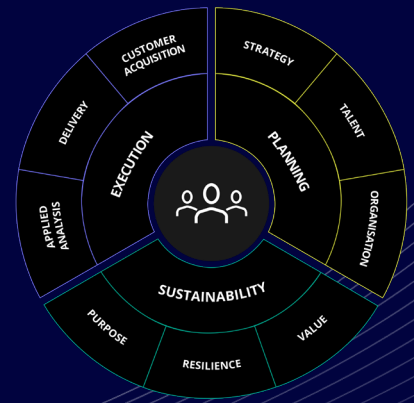 CUSTOMER
ACQUISITION
STRATEGY
DELIVERY
TALENT
EXECUTION
PLANNING
APPLIED
ANALYSIS
ORGANISATION
SUSTAINABILITY
PURPOSE
VALUE
RESILIENCE